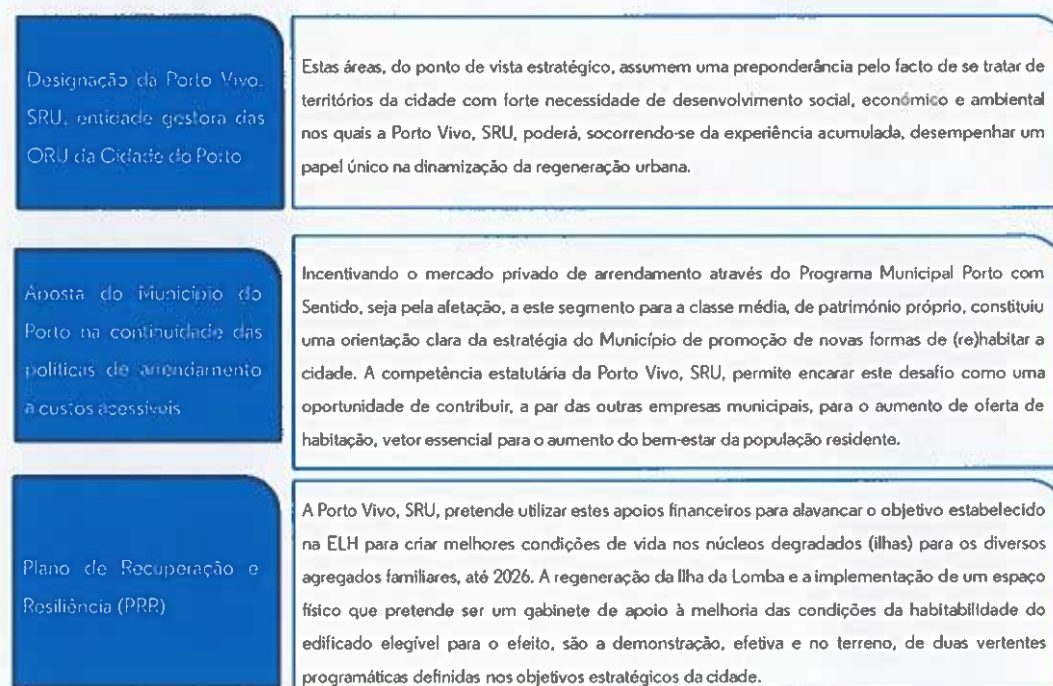 Designação da Porto Vivo,
SRU, entidade gestora das
ORU da Cidade do Porto
Estas áreas, do ponto de vista estratégico, assumem uma preponderância pelo facto de se tratar de
territórios da cidade com forte necessidade de desenvolvimento social, económico e ambiental
nos quais a Porto Vivo, SRU, poderá, socorrendo-se da experiência acumulada, desempenhar um
papel único na dinamização da regeneração urbana.
Aposta do Município do
Porto na continuidade das
políticas de arrendamento
a custos acessíveis
Incentivando o mercado privado de arrendamento através do Programa Municipal Porto com
Sentido, seja pela afetação, a este segmento para a classe média, de património próprio, constituiu
uma orientação clara da estratégia do Município de promoção de novas formas de (re)habitar a
cidade. A competência estatutária da Porto Vivo, SRU, permite encarar este desafio como uma
oportunidade de contribuir, a par das outras empresas municipais, para o aumento de oferta de
habitação, vetor essencial para o aumento do bem-estar da população residente.
Plano de Recuperação e
Resiliência (PRR)
A Porto Vivo, SRU, pretende utilizar estes apoios financeiros para alavancar o objetivo estabelecido
na ELH para criar melhores condições de vida nos núcleos degradados (ilhas) para os diversos
agregados familiares, até 2026. A regeneração da Ilha da Lomba e a implementação de um espaço
físico que pretende ser um gabinete de apoio à melhoria das condições da habitabilidade do
edificado elegível para o efeito, são a demonstração, efetiva e no terreno, de duas vertentes
programáticas definidas nos objetivos estratégicos da cidade.